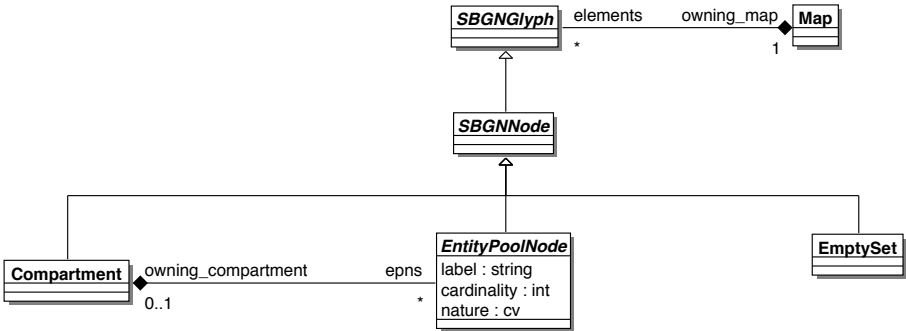 SBGNGlyph
elements
owning_map
Map
*
1
SBGNNode
Compartment
owning_compartment
epns
0..1
*
EntityPoolNode
label : string
cardinality : int
nature : cv
EmptySet